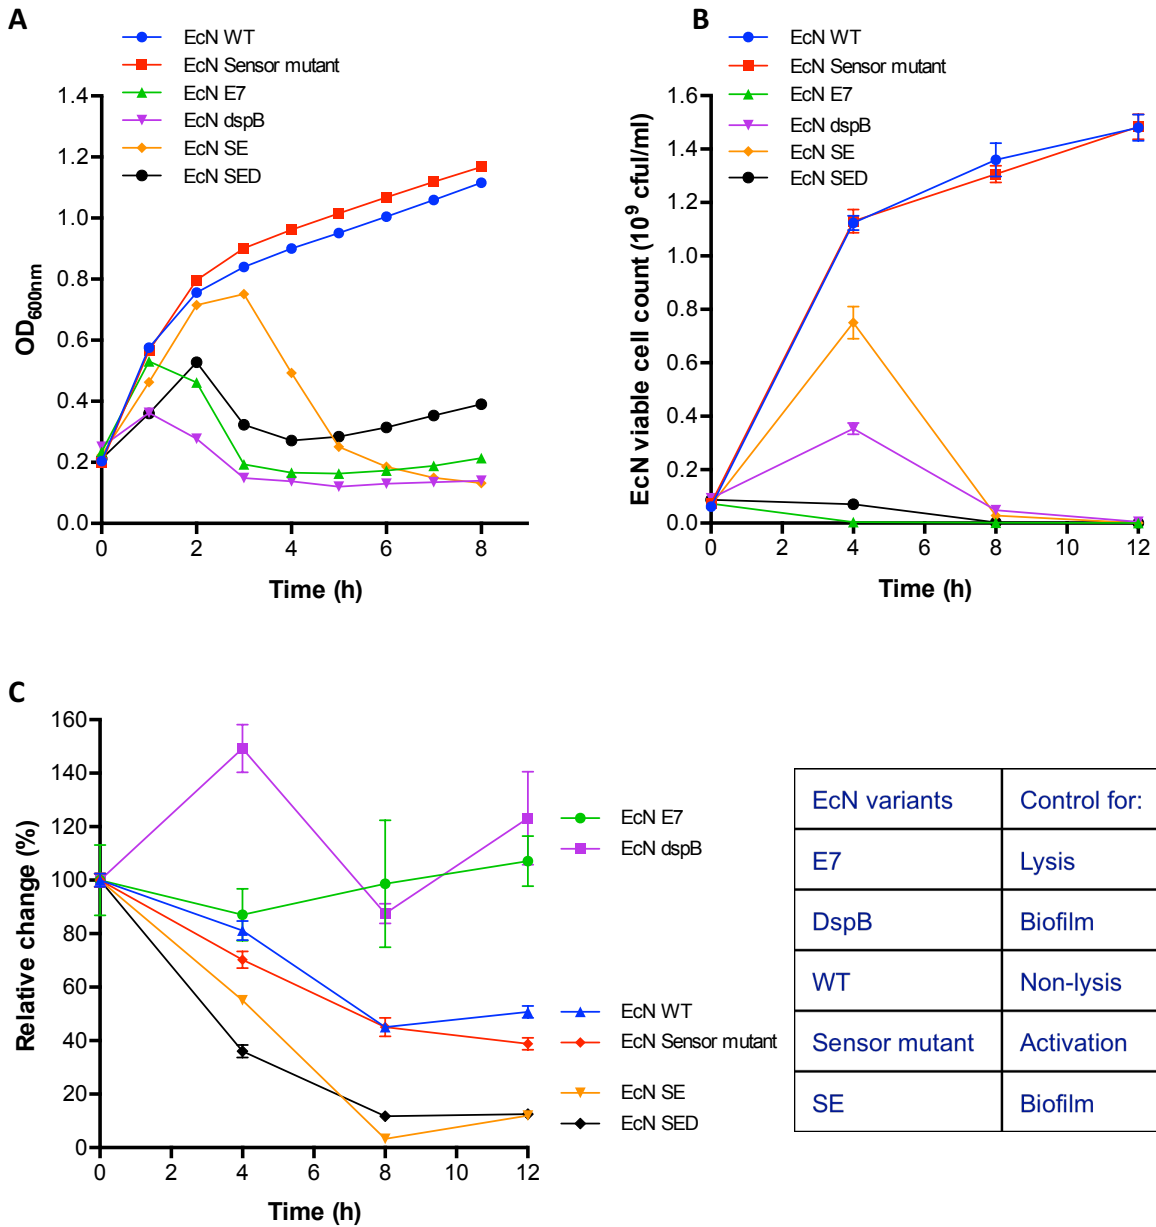 A
EcN WT
EcN Sensor mutant
EcN E7
EcN dspB
EcN SE
EcN SED
1.4
1.2
1.0
0.8
0.6
0.4
0.2
0.0
OD600nm
0 2 4 6 8
Time (h)
B
EcN WT
EcN Sensor mutant
EcN E7
EcN dspB
EcN SE
EcN SED
1.6
1.4
1.2
1.0
0.8
0.6
0.4
0.2
0.0
EcN viable cell count (10^9 cful/ml)
0 2 4 6 8 10 12
Time (h)
C
160
140
120
100
80
60
40
20
0
Relative change (%)
0 2 4 6 8 10 12
Time (h)
EcN E7
EcN dspB
EcN WT
EcN Sensor mutant
EcN SE
EcN SED
EcN variants Control for:
E7 Lysis
DspB Biofilm
WT Non-lysis
Sensor mutant Activation
SE Biofilm